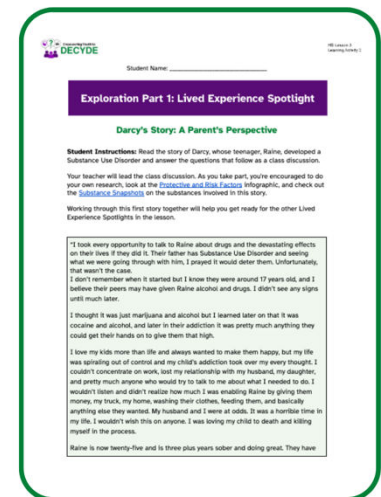 DECYDE
HS Lesson 3
Learning Activity 1
Student Name:
Exploration Part 1: Lived Experience Spotlight
Darcy's Story: A Parent's Perspective
Student Instructions: Read the story of Darcy, whose teenager, Raine, developed a
Substance Use Disorder and answer the questions that follow as a class discussion.
Your teacher will lead the class discussion. As you take part, you're encouraged to do
your own research, look at the Protective and Risk Factors infographic, and check out
the Substance Snapshots on the substances involved in this story.
Working through this first story together will help you get ready for the other Lived
Experience Spotlights in the lesson.
"I took every opportunity to talk to Raine about drugs and the devastating effects
on their lives if they did it. Their father has Substance Use Disorder and seeing
what we were going through with him, I prayed it would deter them. Unfortunately,
that wasn't the case.
I don't remember when it started but I know they were around 17 years old, and I
believe their peers may have given Raine alcohol and drugs. I didn't see any signs
until much later.
I thought it was just marijuana and alcohol but I learned later on that it was
cocaine and alcohol, and later in their addiction it was pretty much anything they
could get their hands on to give them that high.
I love my kids more than life and always wanted to make them happy, but my life
was spiraling out of control and my child's addiction took over my every thought. I
couldn't concentrate on work, lost my relationship with my husband, my daughter,
and pretty much anyone who would try to talk to me about what I needed to do. I
wouldn't listen and didn't realize how much I was enabling Raine by giving them
money, my truck, my home, washing their clothes, feeding them, and basically
anything else they wanted. My husband and I were at odds. It was a horrible time in
my life. I wouldn't wish this on anyone. I was loving my child to death and killing
myself in the process.
Raine is now twenty-five and is three plus years sober and doing great. They have